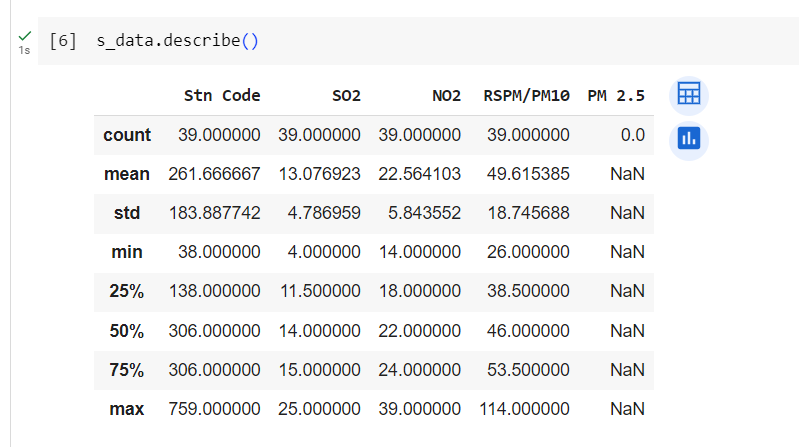 [6] s_data.describe()
1s
Stn Code SO2 NO2 RSPM/PM10 PM 2.5
count 39.000000 39.000000 39.000000 39.000000 0.0
mean 261.666667 13.076923 22.564103 49.615385 NaN
std 183.887742 4.786959 5.843552 18.745688 NaN
min 38.000000 4.000000 14.000000 26.000000 NaN
25% 138.000000 11.500000 18.000000 38.500000 NaN
50% 306.000000 14.000000 22.000000 46.000000 NaN
75% 306.000000 15.000000 24.000000 53.500000 NaN
max 759.000000 25.000000 39.000000 114.000000 NaN